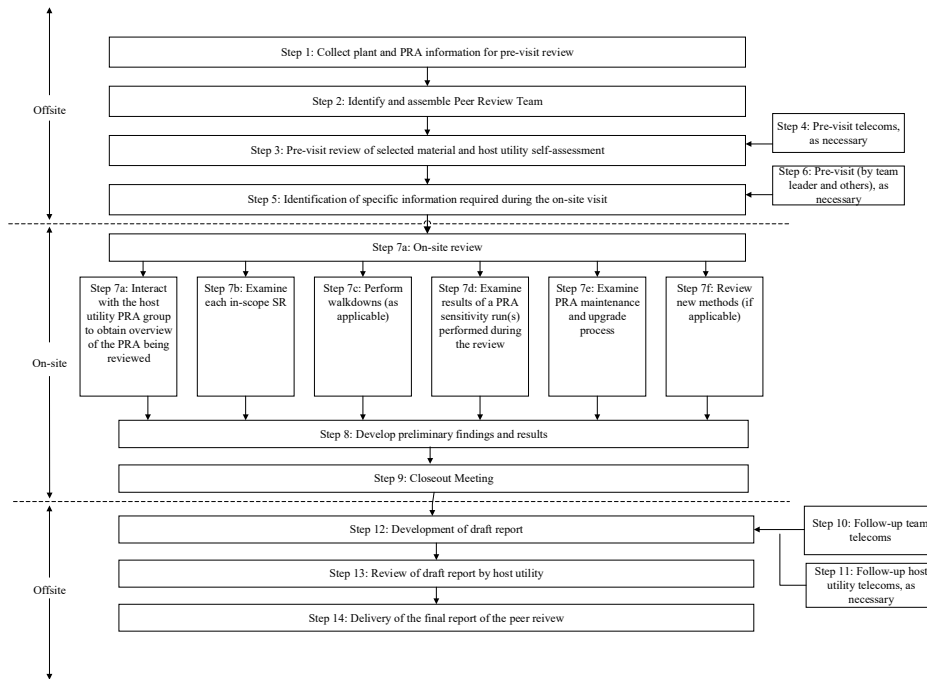 Step 1: Collect plant and PRA information for pre-visit review
Step 2: Identify and assemble Peer Review Team
Offsite
Step 4: Pre-visit telecoms,
as necessary
Step 3: Pre-visit review of selected material and host utility self-assessment
Step 6: Pre-visit (by team
leader and others), as
necessary
Step 5: Identification of specific information required during the on-site visit
Step 7a: On-site review
Step 7a: Interact
with the host
utility PRA group
to obtain overview
of the PRA being
reviewed
Step 7b: Examine
each in-scope SR
Step 7c: Perform
walkdowns (as
applicable)
Step 7d: Examine
results of a PRA
sensitivity run(s)
performed during
the review
Step 7e: Examine
PRA maintenance
and upgrade
process
Step 7f: Review
new methods (if
applicable)
On-site
Step 8: Develop preliminary findings and results
Step 9: Closeout Meeting
Step 12: Development of draft report
Step 10: Follow-up team
telecoms
Step 13: Review of draft report by host utility
Step 11: Follow-up host
utility telecoms, as
necessary
Offsite
Step 14: Delivery of the final report of the peer reivew